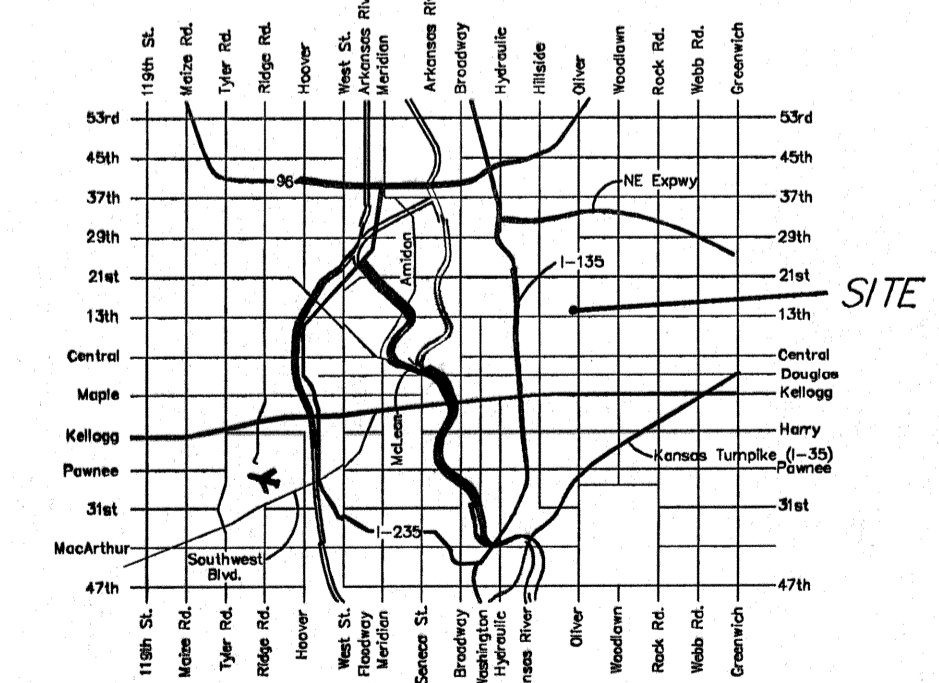 119th St.
Maize Rd.
Tyler Rd.
Ridge Rd.
Hoover
West St.
Arkansas Riv
Meridian
Arkansas Ri
Broadway
Hydraulic
Hillside
Oliver
Woodlawn
Rock Rd.
Webb Rd.
Greenwich
53rd
53rd
45th
45th
96
NE Expwy
37th
37th
29th
29th
Amidan
I-135
21st
21st
SITE
13th
13th
Central
Central
Douglas
Maple
Kellogg
McLean
Kellogg
Harry
Kansas Turnpike (I-35)
Pawnee
Pawnee
31st
31st
I-235
MacArthur
Southwest
Blvd.
47th
47th
119th St.
Maize Rd.
Tyler Rd.
Ridge Rd.
Hoover
West St.
Floodway
Meridian
Seneca St.
Broadway
Washington
Hydraulic
nsas River
Oliver
Woodlawn
Rock Rd.
Webb Rd.
Greenwich